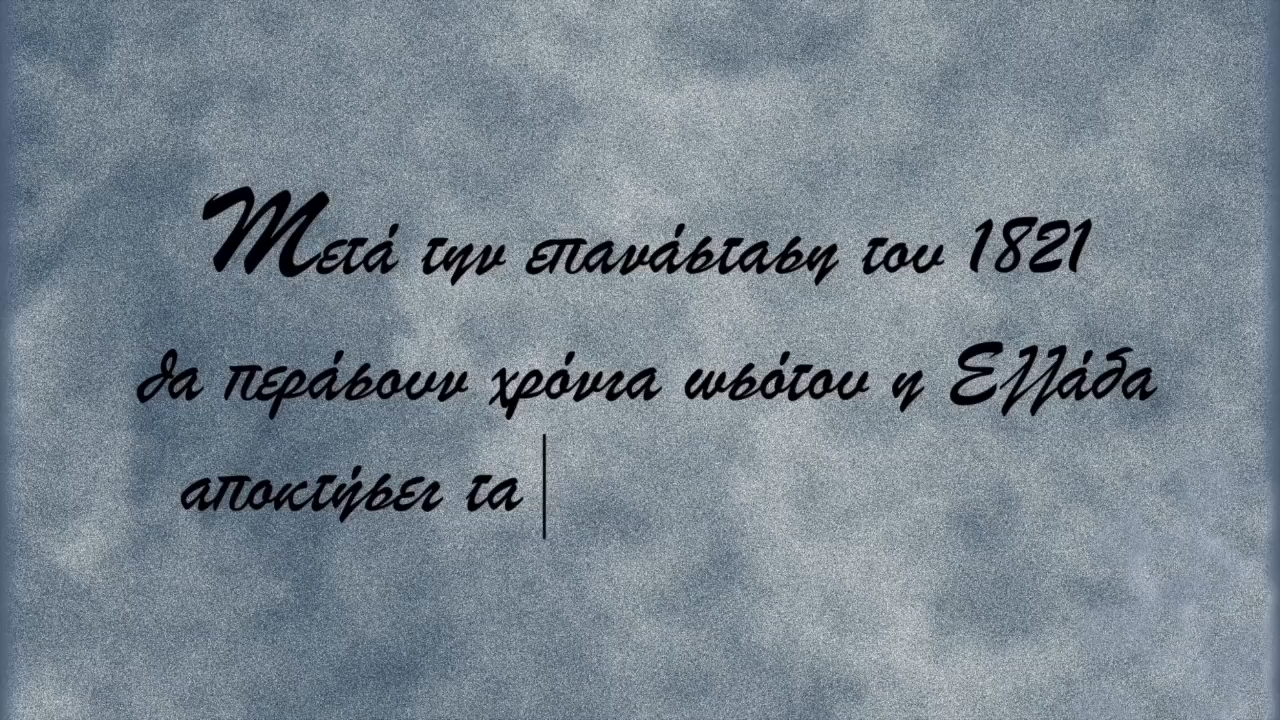 Μετά την επανάσταση του 1821
θα περάσουν χρόνια ωσότου η Ελλάδα
αποκτήσει τα